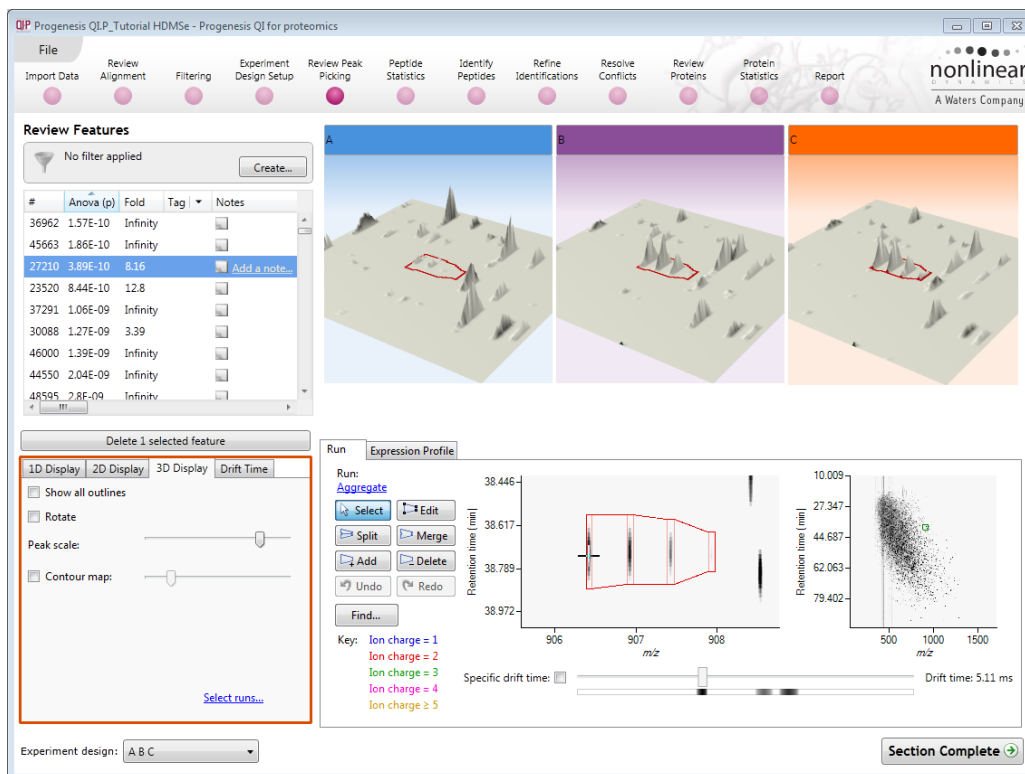 QIP Progenesis QI.P_Tutorial HDMSe - Progenesis QI for proteomics
File
Import Data
Review Alignment
Filtering
Experiment Design Setup
Review Peak Picking
Peptide Statistics
Identify Peptides
Refine Identifications
Resolve Conflicts
Review Proteins
Protein Statistics
Report
nonlinear
DYNAMICS
A Waters Company
Review Features
No filter applied
Create...
# Anova (p) Fold Tag Notes
36962 1.57E-10 Infinity
45663 1.86E-10 Infinity
27210 3.89E-10 8.16 Add a note...
23520 8.44E-10 12.8
37291 1.06E-09 Infinity
30088 1.27E-09 3.39
46000 1.39E-09 Infinity
44550 2.04E-09 Infinity
48595 2.8F-09 Infinity
A
B
C
Delete 1 selected feature
1D Display 2D Display 3D Display Drift Time
Show all outlines
Rotate
Peak scale:
Contour map:
Select runs...
Run Expression Profile
Run:
Aggregate
Select Edit
Split Merge
Add Delete
Undo Redo
Find...
Key: Ion charge = 1
Ion charge = 2
Ion charge = 3
Ion charge = 4
Ion charge ≥ 5
Retention time (min)
38.446
38.617
38.789
38.972
906 907 908
m/z
Retention time (min)
10.009
27.347
44.687
62.063
79.402
500 1000 1500
m/z
Specific drift time:
Drift time: 5.11 ms
Experiment design: A B C
Section Complete